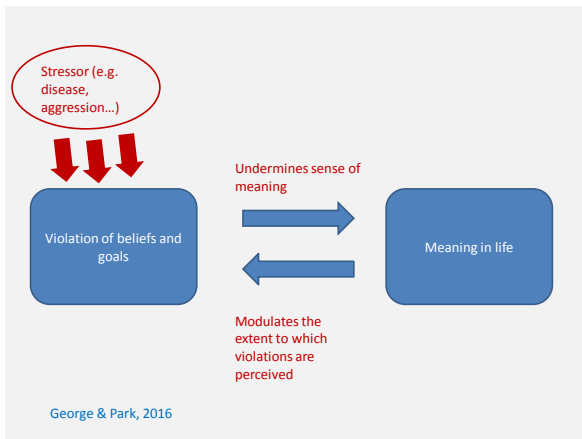 Stressor (e.g.
disease,
aggression…)
Undermines sense of
meaning
Violation of beliefs and
goals
Meaning in life
Modulates the
extent to which
violations are
perceived
George & Park, 2016